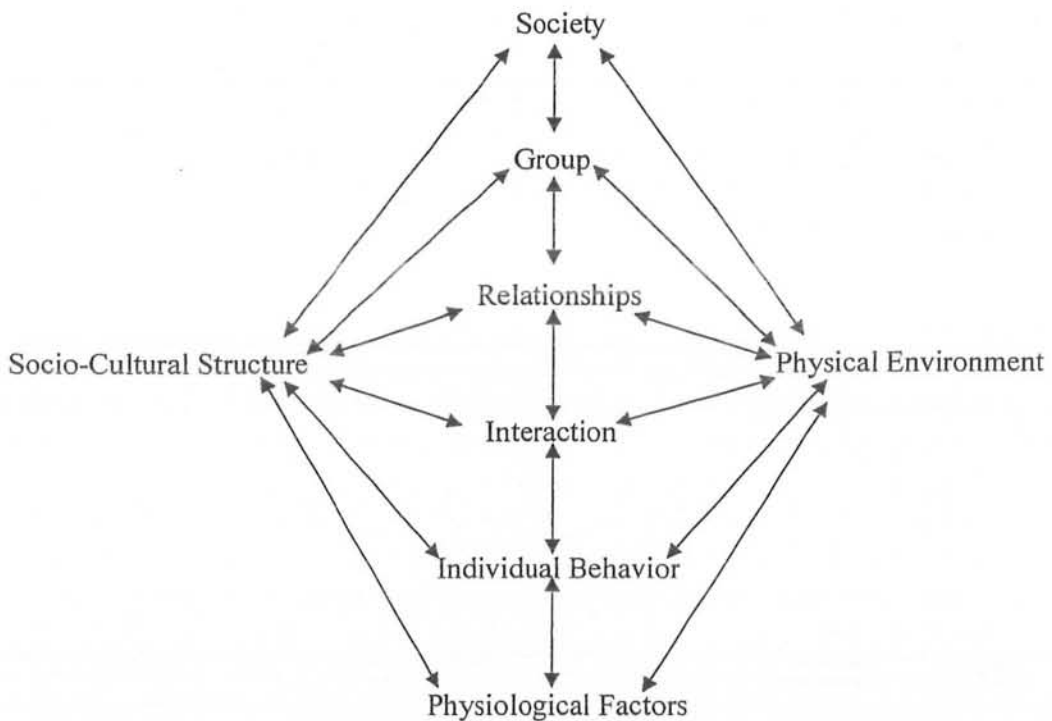 Society
Group
Relationships
Socio-Cultural Structure
Physical Environment
Interaction
Individual Behavior
Physiological Factors